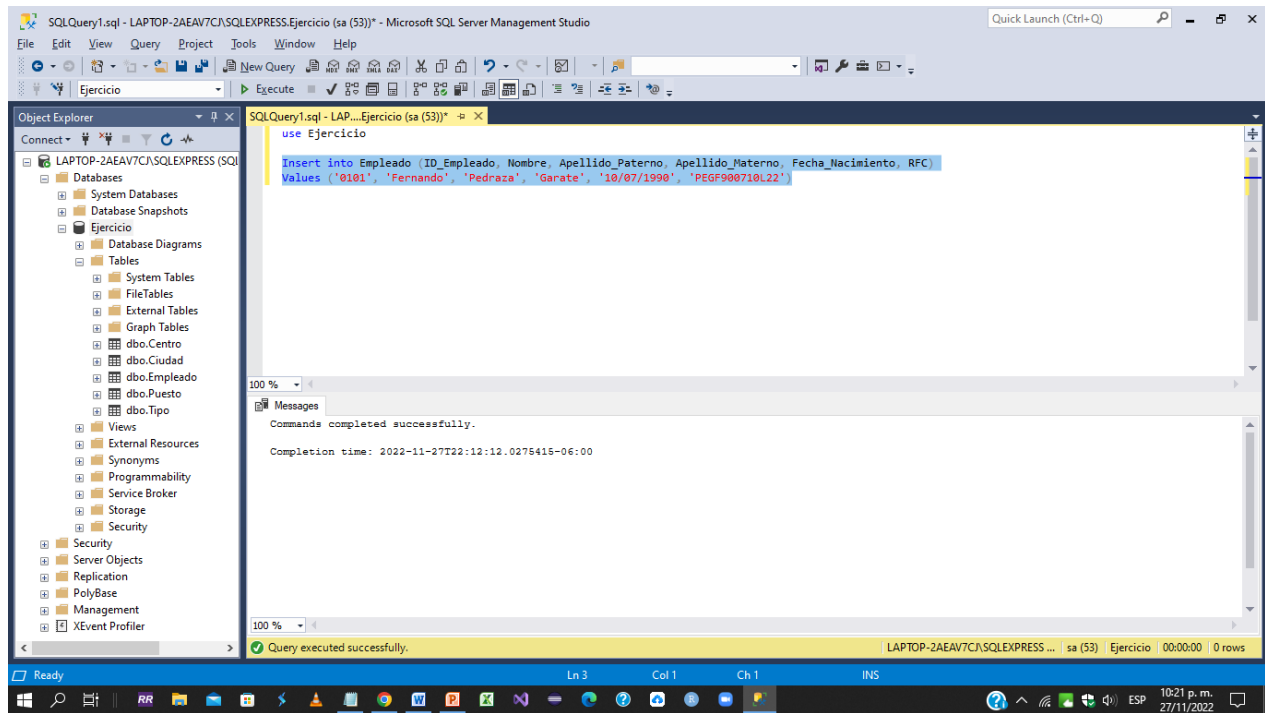 SQLQuery1.sql - LAPTOP-2AEAV7CJ\SQLEXPRESS.Ejercicio (sa (53))* - Microsoft SQL Server Management Studio
Quick Launch (Ctrl+Q)
File Edit View Query Project Tools Window Help
New Query
Ejercicio
Execute
Object Explorer
SQLQuery1.sql - LAP....Ejercicio (sa (53))*
Connect
LAPTOP-2AEAV7CJ\SQLEXPRESS (SQl
Databases
System Databases
Database Snapshots
Ejercicio
Database Diagrams
Tables
System Tables
FileTables
External Tables
Graph Tables
dbo.Centro
dbo.Ciudad
dbo.Empleado
dbo.Puesto
dbo.Tipo
Views
External Resources
Synonyms
Programmability
Service Broker
Storage
Security
Security
Server Objects
Replication
PolyBase
Management
XEvent Profiler
use Ejercicio
Insert into Empleado (ID_Empleado, Nombre, Apellido_Paterno, Apellido_Materno, Fecha_Nacimiento, RFC)
Values ('0101', 'Fernando', 'Pedraza', 'Garate', '10/07/1990', 'PEGF900710L22')
100 %
Messages
Commands completed successfully.
Completion time: 2022-11-27T22:12:12.0275415-06:00
100 %
Query executed successfully.
LAPTOP-2AEAV7CJ\SQLEXPRESS ... sa (53) Ejercicio 00:00:00 0 rows
Ready
Ln 3 Col 1 Ch 1 INS
RR
ESP
10:21 p. m.
27/11/2022